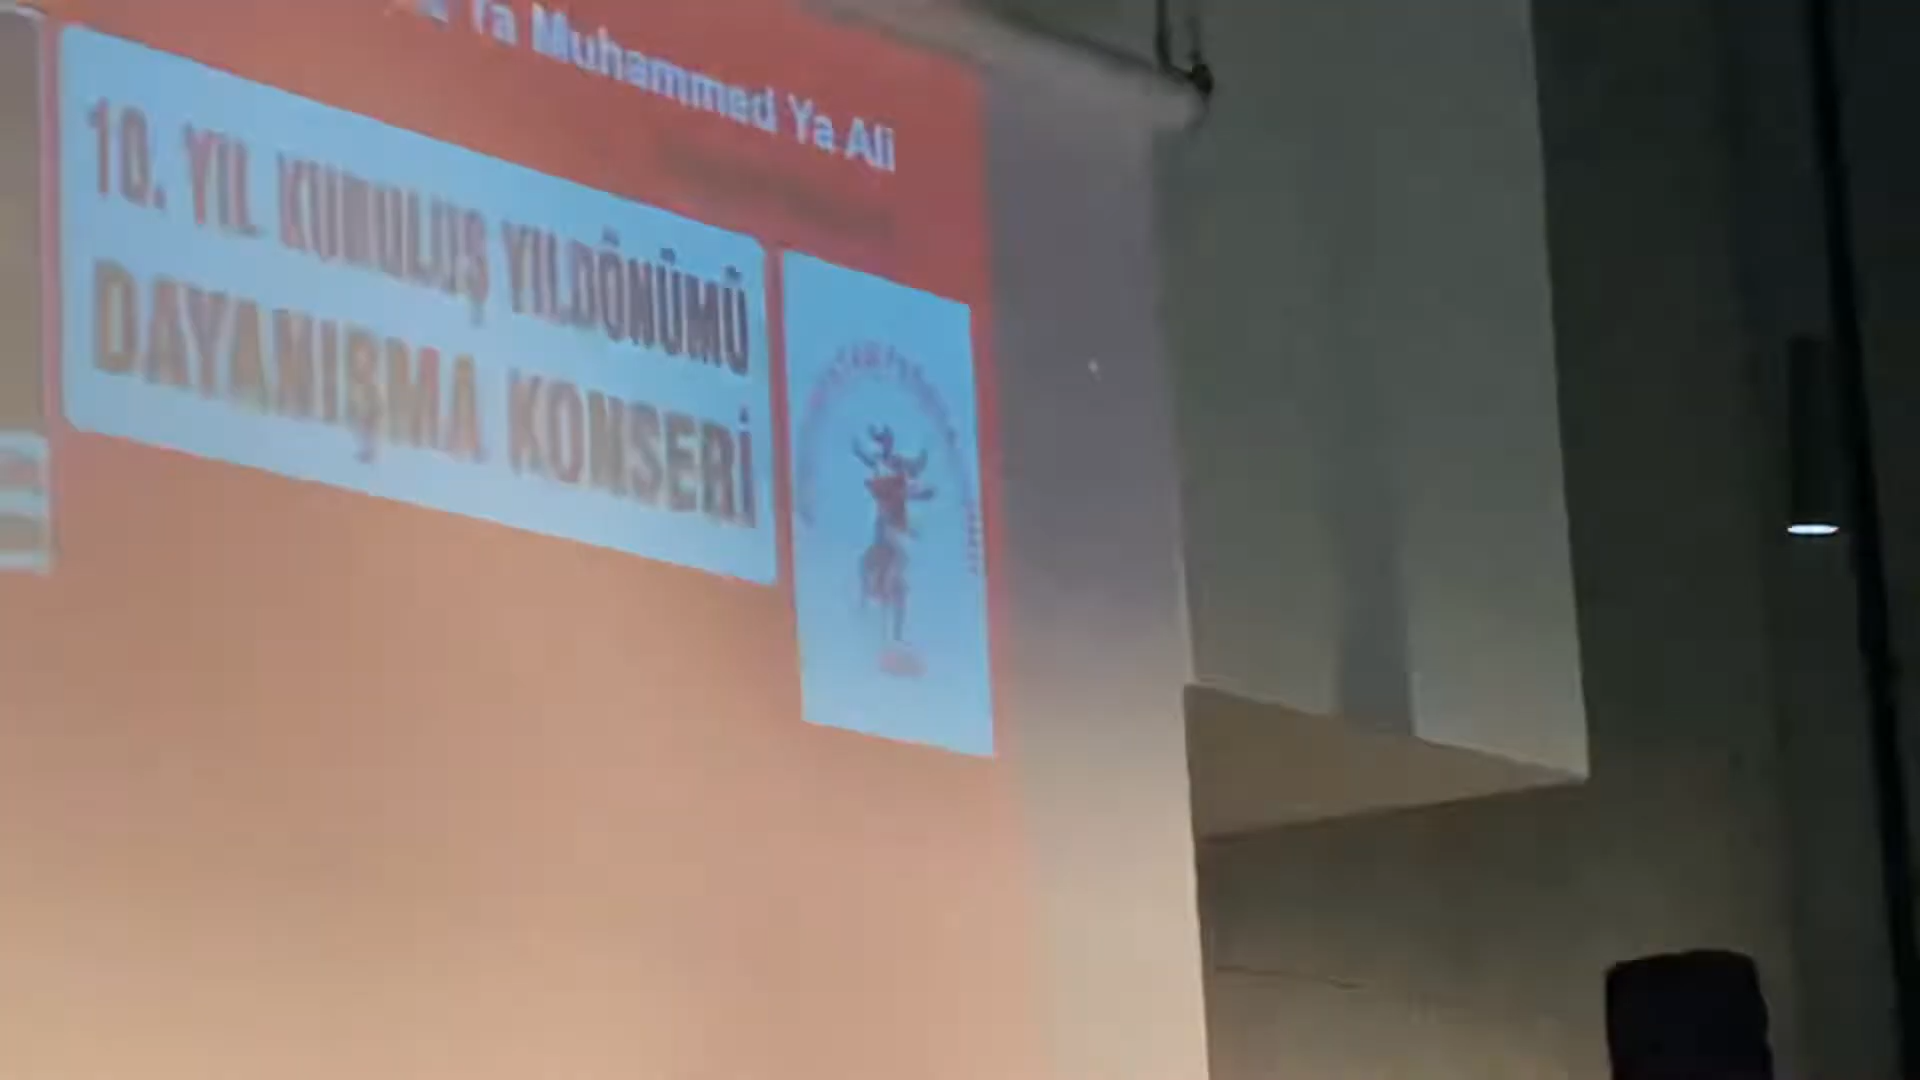 Ya Muhammed Ya Ali
10. YIL KURULUŞ YILDÖNÜMÜ
DAYANIŞMA KONSERİ